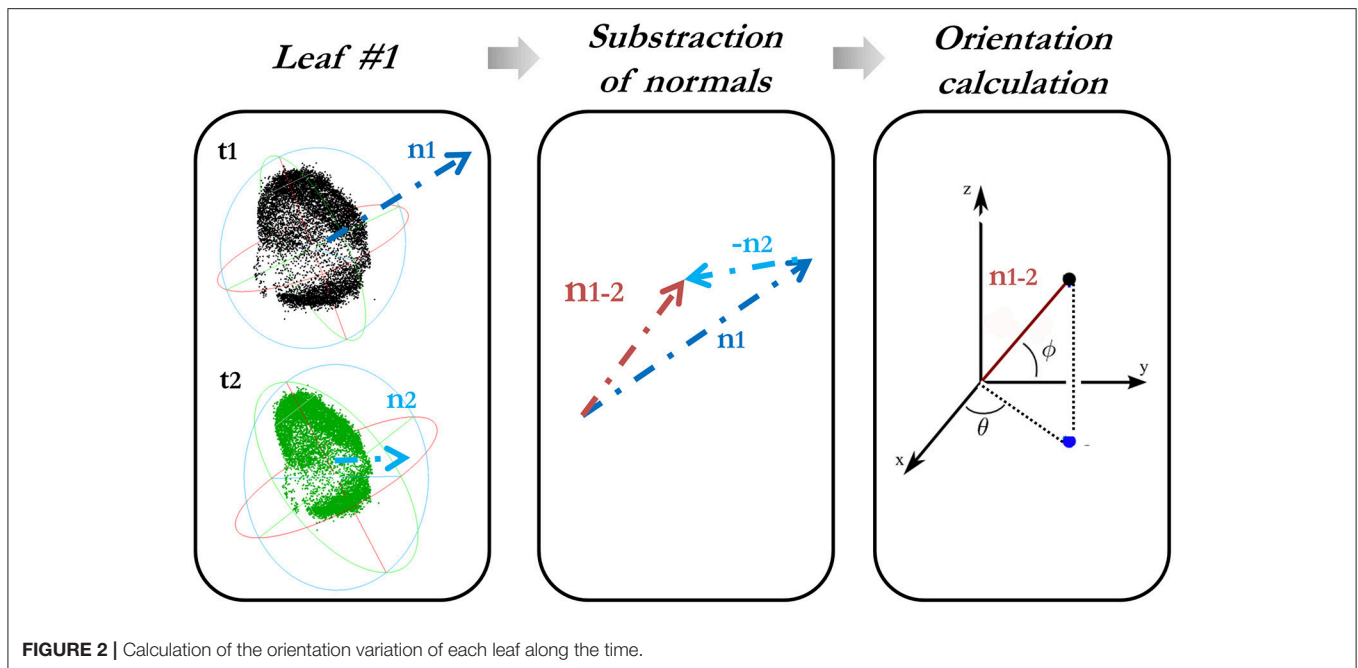 Leaf #1
Substraction
of normals
Orientation
calculation
t1
n1
t2
n2
-n2
n1-2
n1
z
n1-2
ϕ
y
θ
x
FIGURE 2 | Calculation of the orientation variation of each leaf along the time.